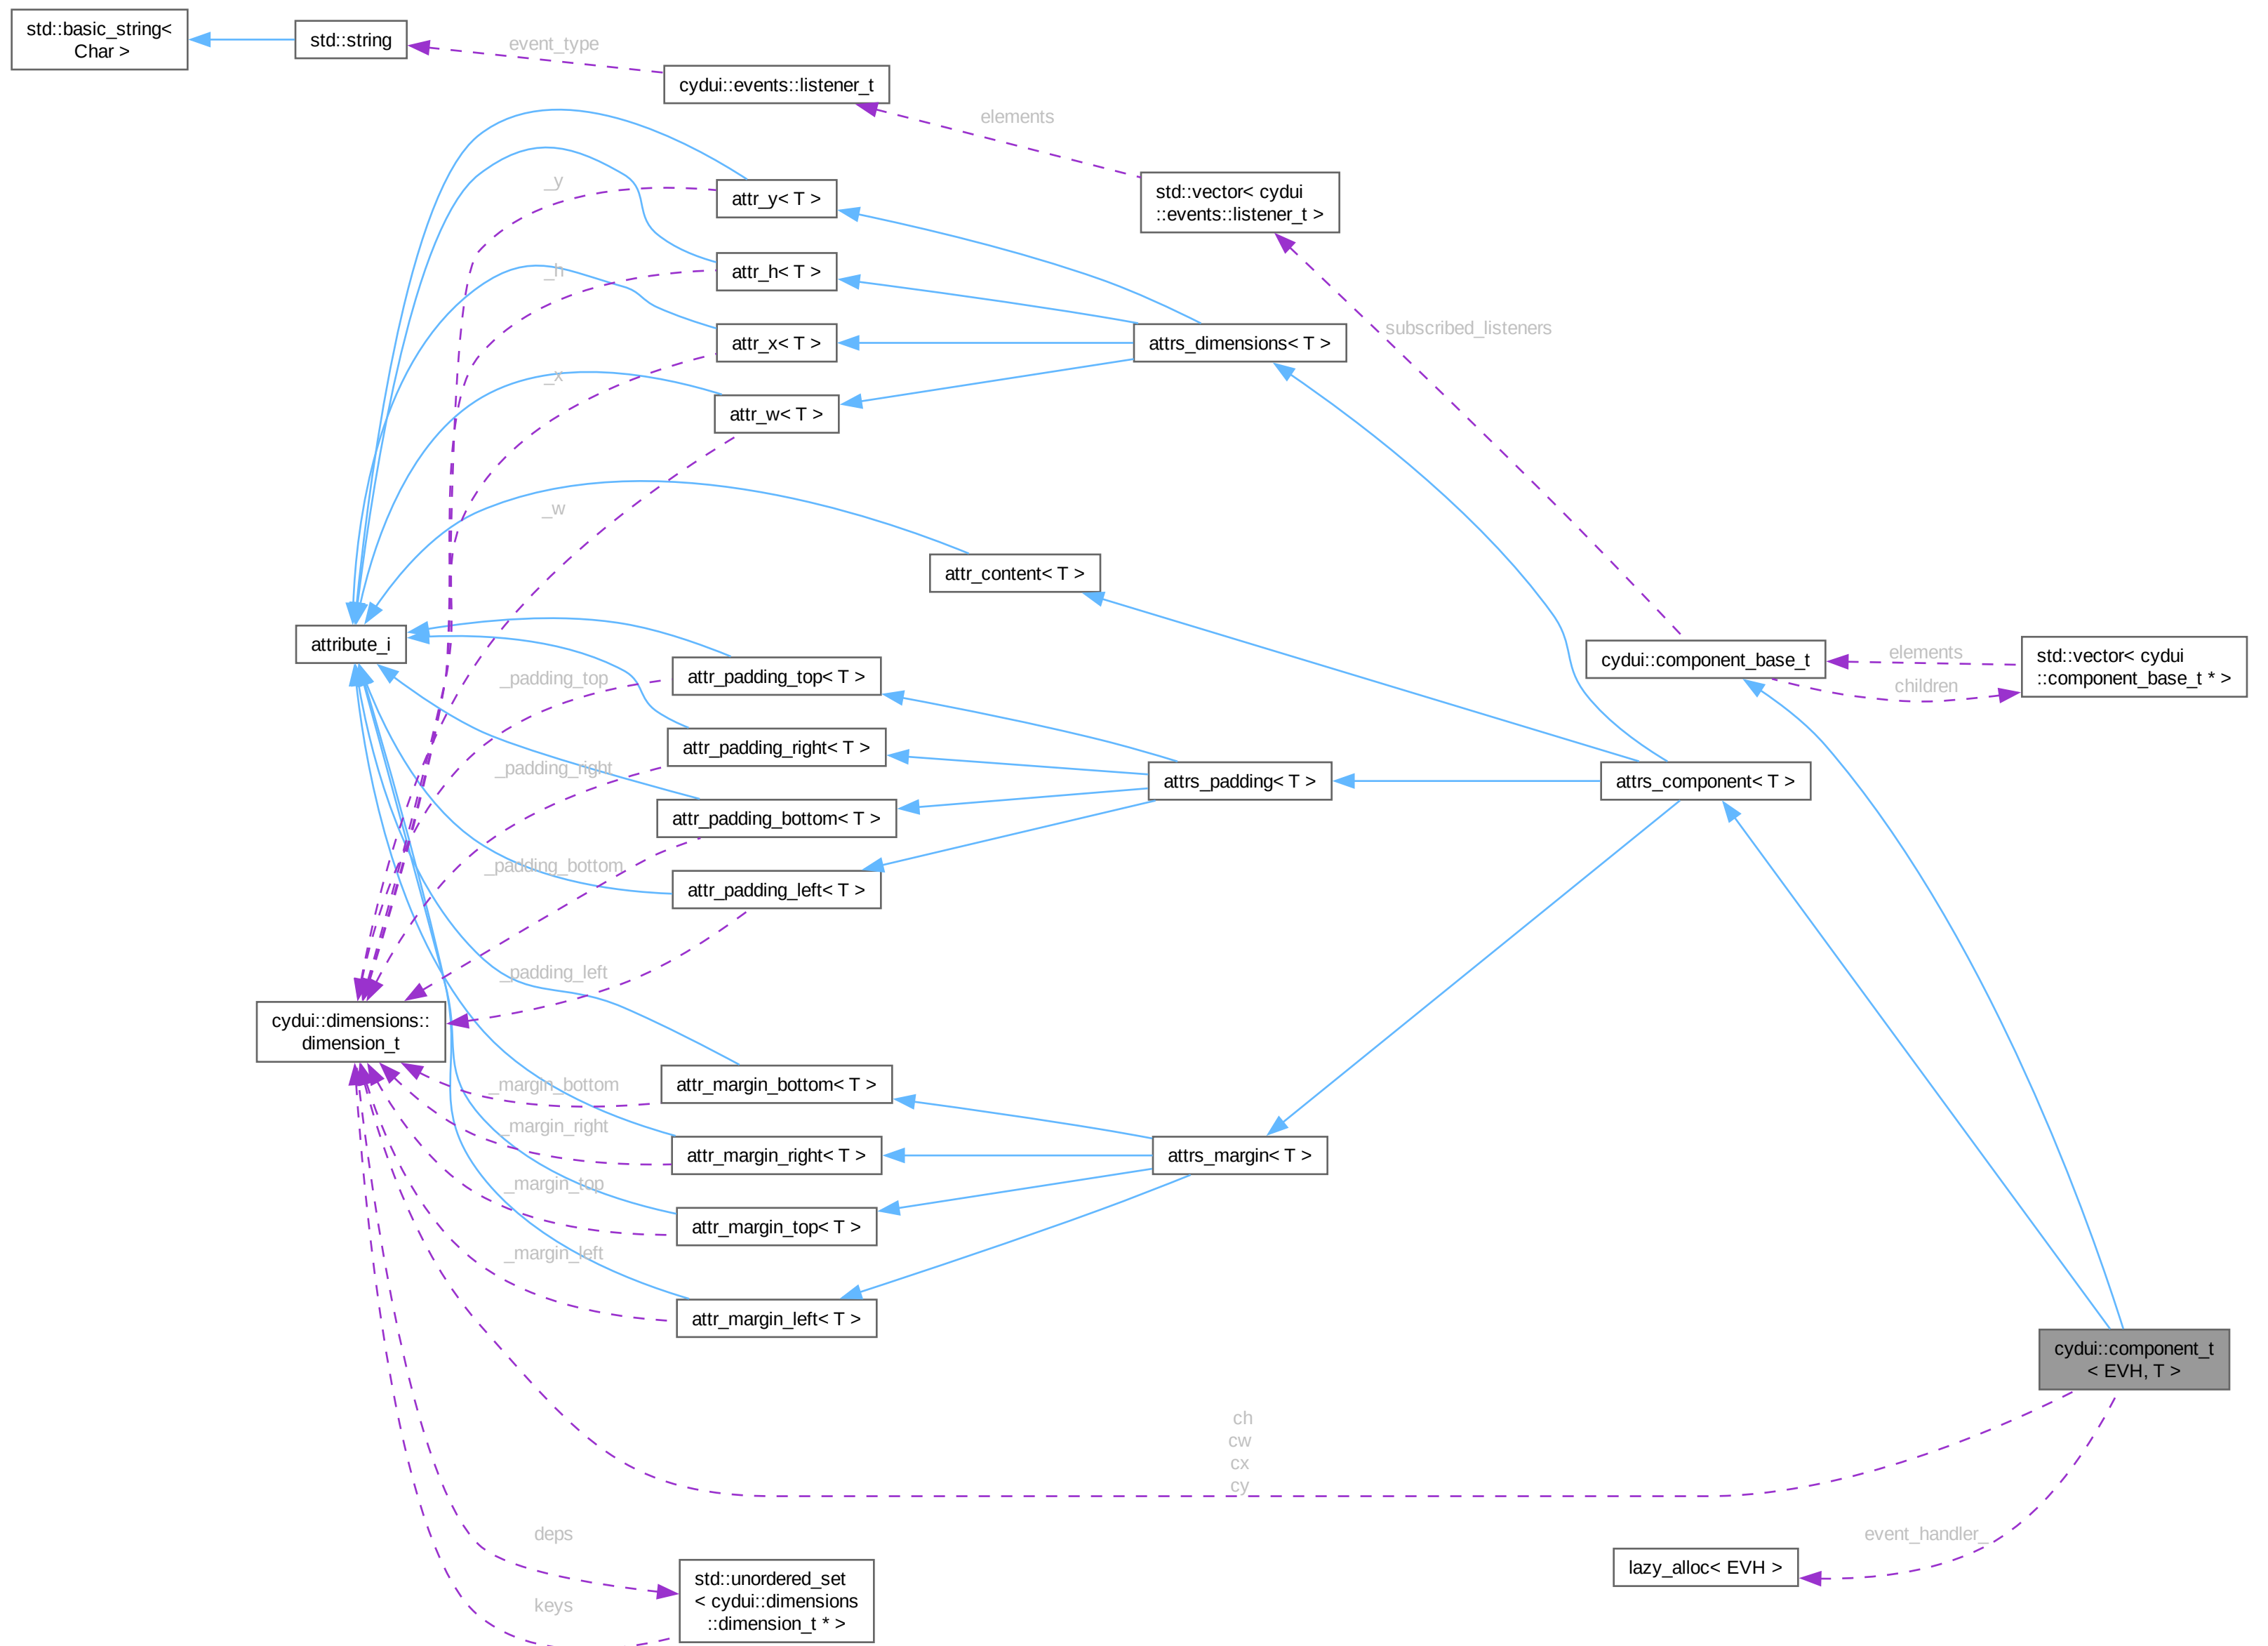 std::basic_string<
Char >
std::string
event_type
cydui::events::listener_t
elements
std::vector< cydui
::events::listener_t >
_y
attr_y< T >
_h
attr_h< T >
subscribed_listeners
attr_x< T >
attrs_dimensions< T >
_x
attr_w< T >
_w
attr_content< T >
attribute_i
cydui::component_base_t
elements
children
std::vector< cydui
::component_base_t * >
_padding_top
attr_padding_top< T >
attr_padding_right< T >
_padding_right
attrs_padding< T >
attrs_component< T >
attr_padding_bottom< T >
_padding_bottom
attr_padding_left< T >
_padding_left
cydui::dimensions::
dimension_t
_margin_bottom
attr_margin_bottom< T >
_margin_right
attr_margin_right< T >
attrs_margin< T >
_margin_top
attr_margin_top< T >
_margin_left
attr_margin_left< T >
cydui::component_t
< EVH, T >
ch
cw
cx
cy
deps
event_handler_
lazy_alloc< EVH >
keys
std::unordered_set
< cydui::dimensions
::dimension_t * >